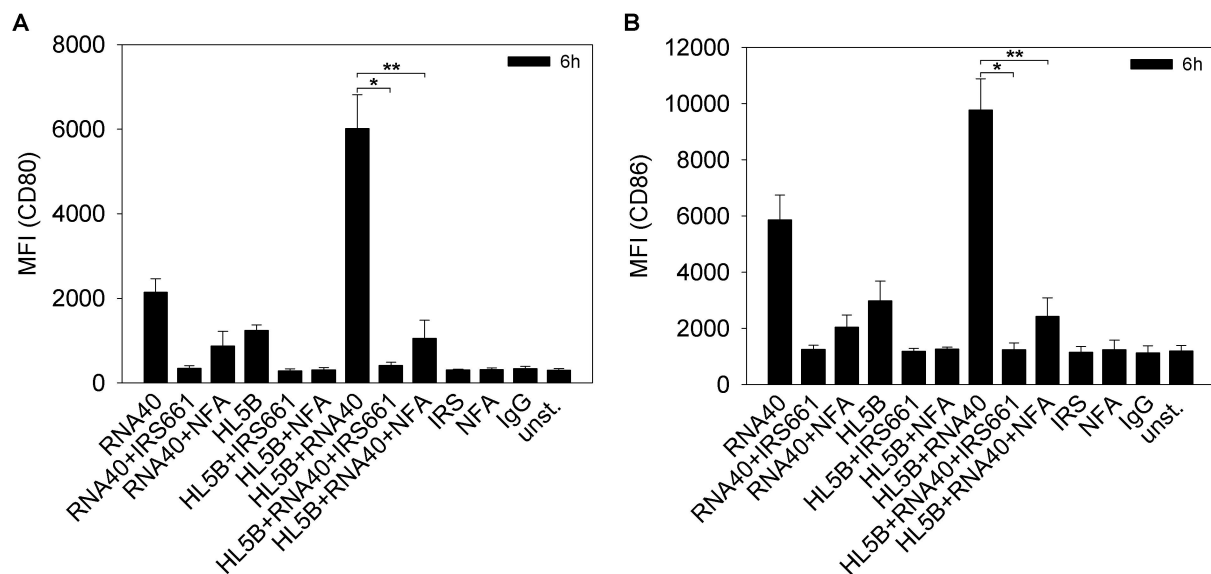 A
8000
6000
4000
2000
0
MFI (CD80)
6h
**
*
RNA40
RNA40+IRS661
RNA40+NFA
HL5B
HL5B+IRS661
HL5B+NFA
HL5B+RNA40
HL5B+RNA40+IRS661
HL5B+RNA40+NFA
IRS
NFA
IgG
unst.
B
12000
10000
8000
6000
4000
2000
0
MFI (CD86)
6h
**
*
RNA40
RNA40+IRS661
RNA40+NFA
HL5B
HL5B+IRS661
HL5B+NFA
HL5B+RNA40
HL5B+RNA40+IRS661
HL5B+RNA40+NFA
IRS
NFA
IgG
unst.